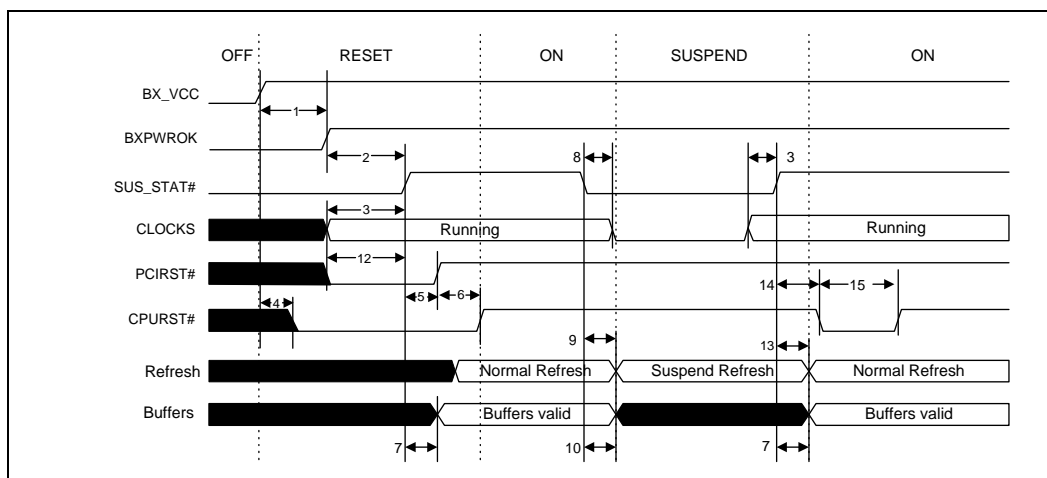 OFF RESET ON SUSPEND ON
BX_VCC
1
BXPWROK
2 8 3
SUS_STAT#
3
CLOCKS Running Running
12
PCIRST#
14 15
5 6
4
CPURST#
9 13
Refresh Normal Refresh Suspend Refresh Normal Refresh
Buffers Buffers valid Buffers valid
7 10 7